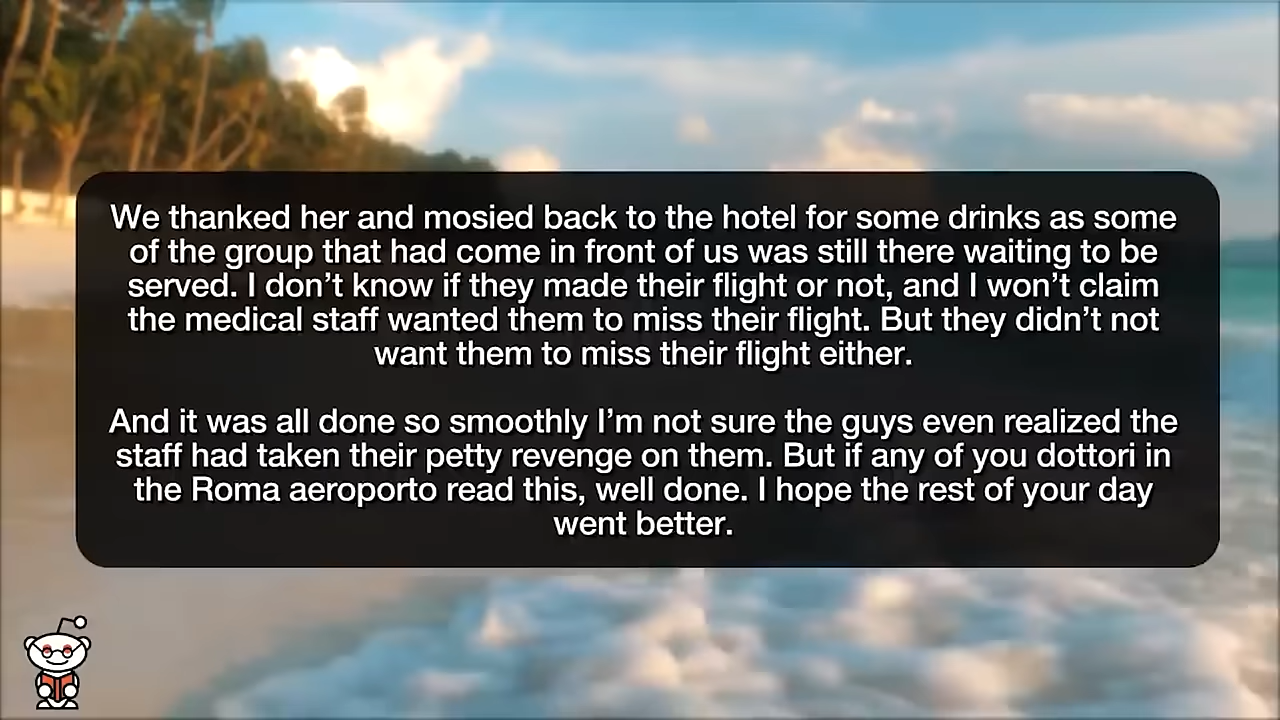 We thanked her and mosied back to the hotel for some drinks as some
of the group that had come in front of us was still there waiting to be
served. I don’t know if they made their flight or not, and I won’t claim
the medical staff wanted them to miss their flight. But they didn’t not
want them to miss their flight either.
And it was all done so smoothly I’m not sure the guys even realized the
staff had taken their petty revenge on them. But if any of you dottori in
the Roma aeroporto read this, well done. I hope the rest of your day
went better.